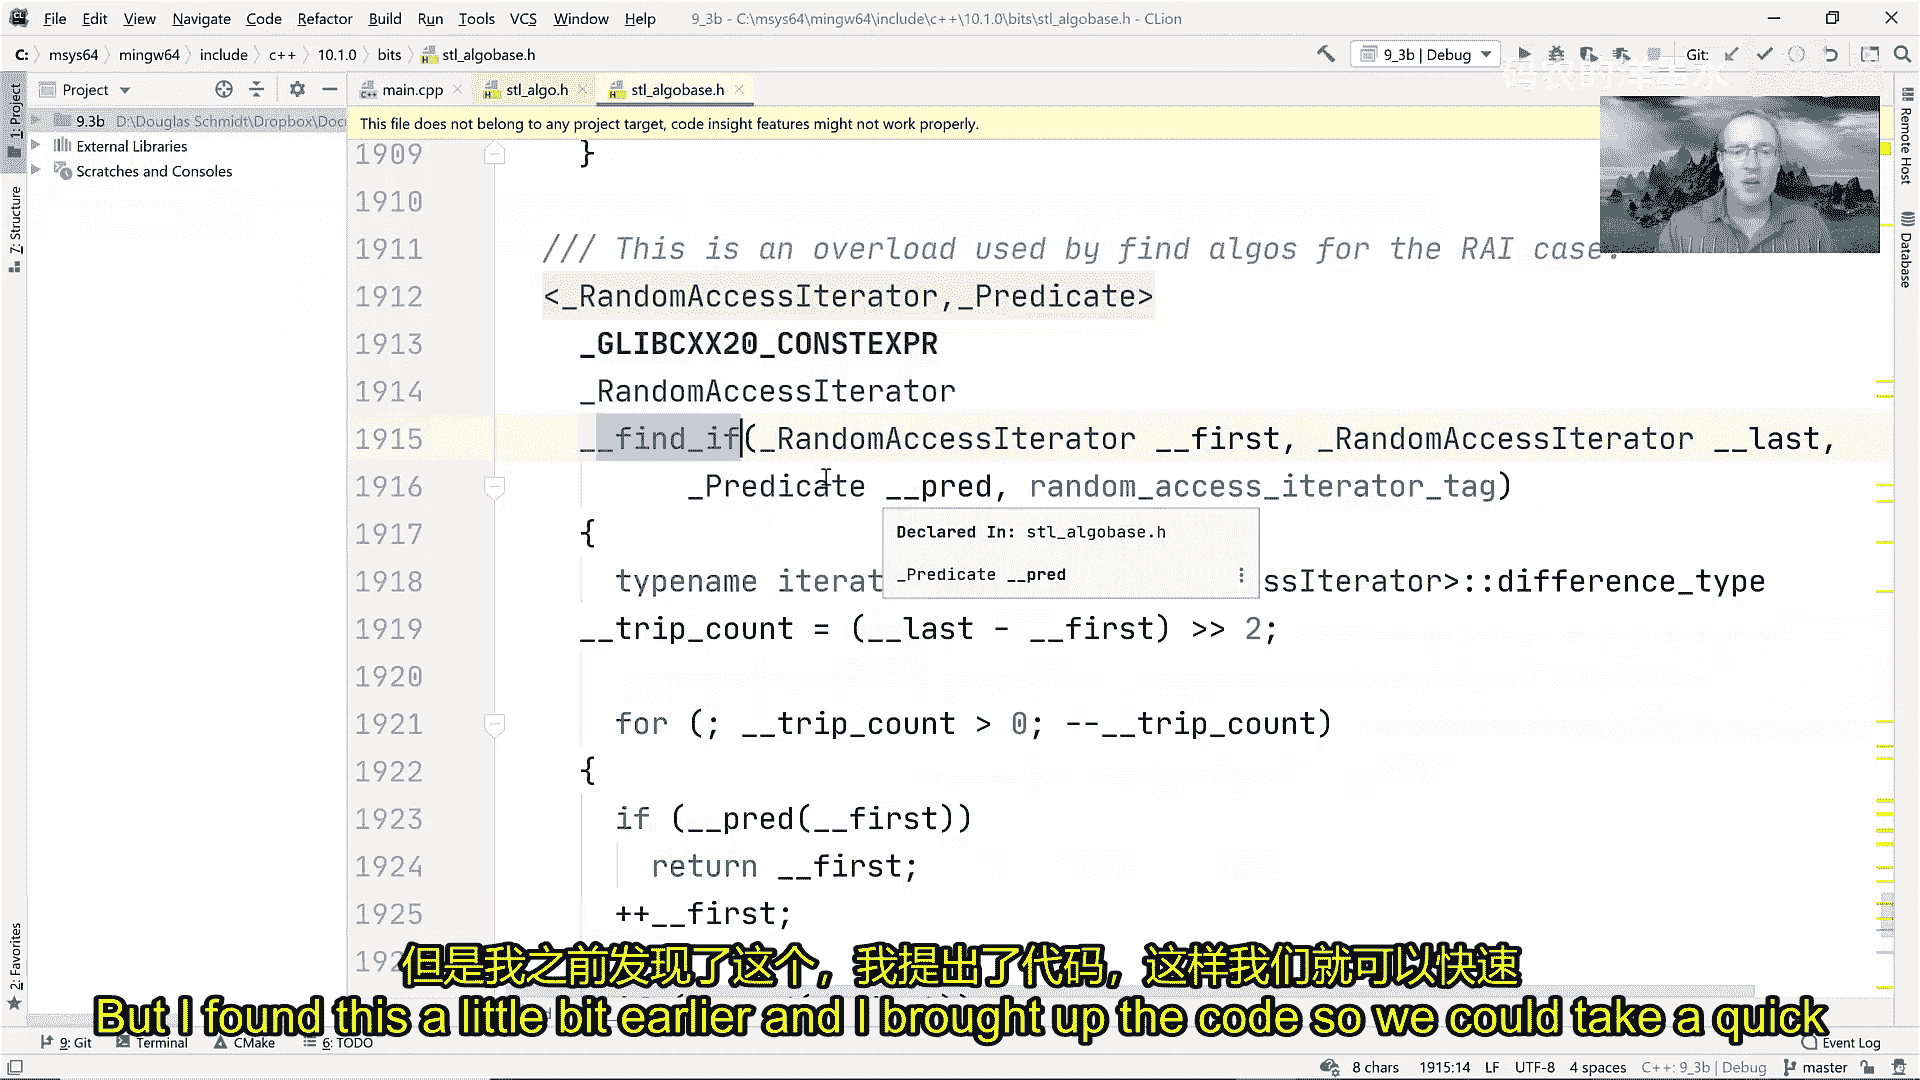 File Edit View Navigate Code Refactor Build Run Tools VCS Window Help 9_3b - C:\msys64\mingw64\include\c++\10.1.0\bits\stl_algobase.h - CLion
C: msys64 mingw64 include c++ 10.1.0 bits stl_algobase.h 9_3b | Debug Git:
码农的洋墨水
Project main.cpp stl_algo.h stl_algobase.h
1: Project
9.3b D:\Douglas Schmidt\Dropbox\Doc
External Libraries
Scratches and Consoles
7: Structure
2: Favorites
Remote Host
Database
This file does not belong to any project target, code insight features might not work properly.
1909 }
1910
1911 /// This is an overload used by find algos for the RAI case.
1912 <_RandomAccessIterator,_Predicate>
1913 _GLIBCXX20_CONSTEXPR
1914 _RandomAccessIterator
1915 __find_if(_RandomAccessIterator __first, _RandomAccessIterator __last,
1916 _Predicate __pred, random_access_iterator_tag)
1917 {
Declared In: stl_algobase.h
_Predicate __pred
1918 typename iterat ssIterator>::difference_type
1919 __trip_count = (__last - __first) >> 2;
1920
1921 for (; __trip_count > 0; --__trip_count)
1922 {
1923 if (__pred(__first))
1924 return __first;
1925 ++__first;
但是我之前发现了这个，我提出了代码，这样我们就可以快速
But I found this a little bit earlier and I brought up the code so we could take a quick
9: Git Terminal CMake 6: TODO Event Log
8 chars 1915:14 LF UTF-8 4 spaces C++: 9_3b | Debug master